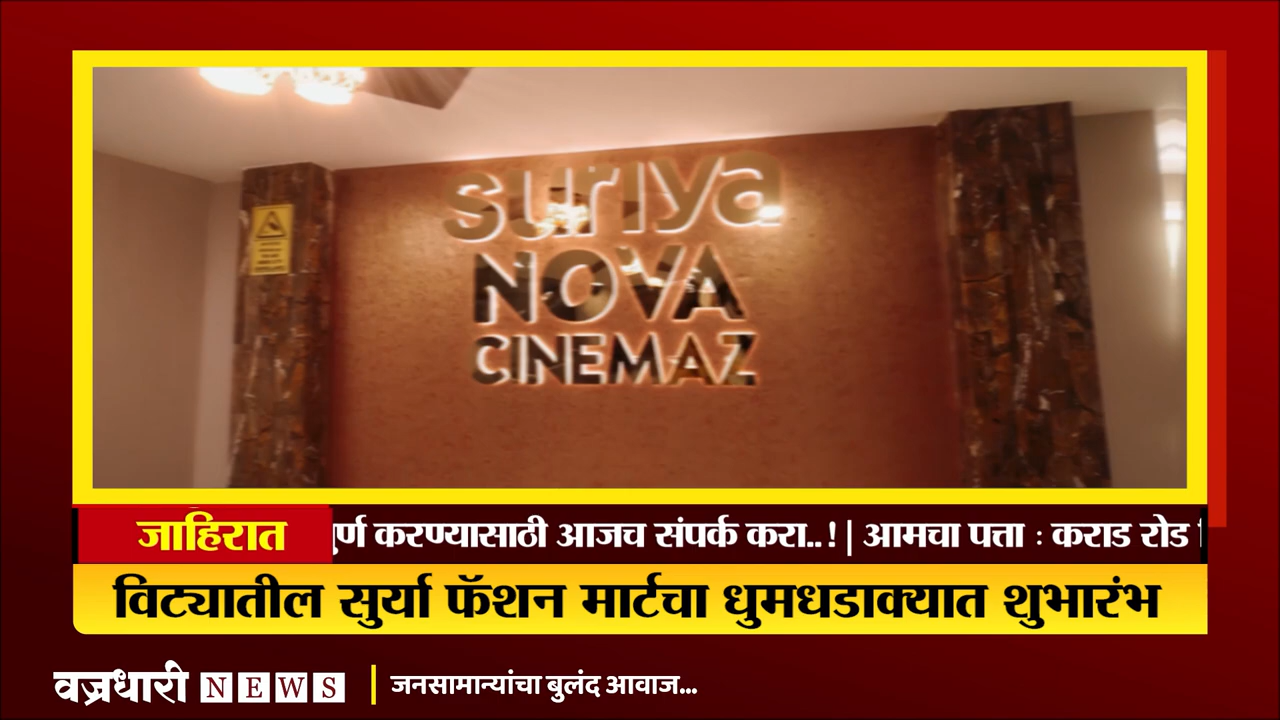 suriya
NOVA
CINEMAZ
जाहिरात
करण्यासाठी आजच संपर्क करा..! | आमचा पत्ता : कराड रोड
विट्यातील सुर्या फॅशन मार्टचा धुमधडाक्यात शुभारंभ
वज्रधारी NEWS
जनसामान्यांचा बुलंद आवाज...